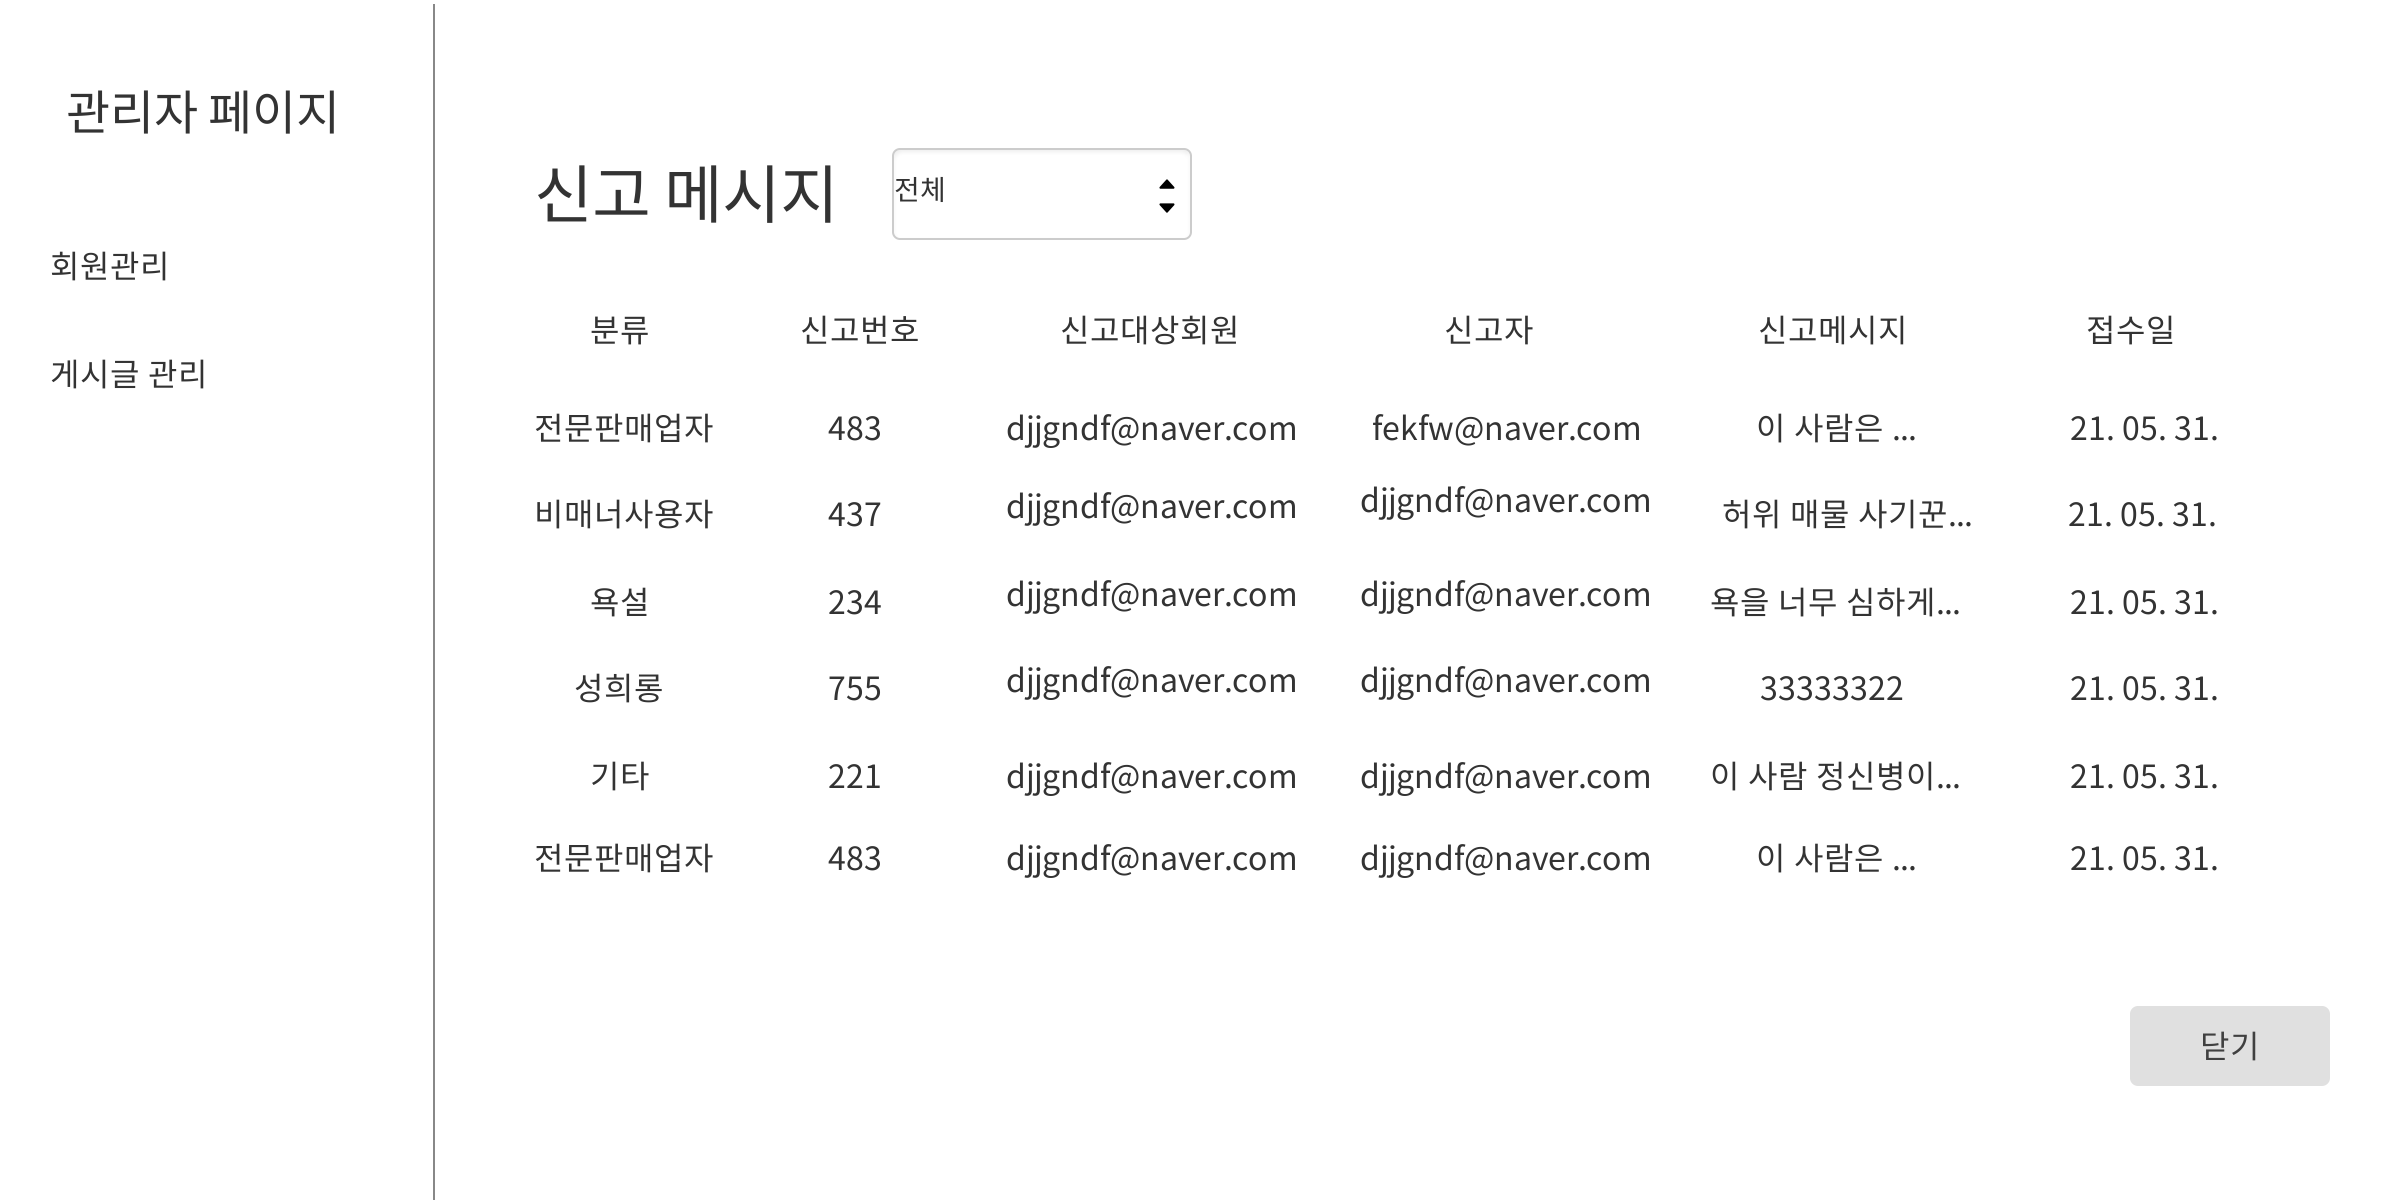 관리자 페이지
회원관리
게시글 관리
신고 메시지 전체
분류 신고번호 신고대상회원 신고자 신고메시지 접수일
전문판매업자 483 djjgndf@naver.com fekfw@naver.com 이 사람은 ... 21. 05. 31.
비매너사용자 437 djjgndf@naver.com djjgndf@naver.com 허위 매물 사기꾼... 21. 05. 31.
욕설 234 djjgndf@naver.com djjgndf@naver.com 욕을 너무 심하게... 21. 05. 31.
성희롱 755 djjgndf@naver.com djjgndf@naver.com 33333322 21. 05. 31.
기타 221 djjgndf@naver.com djjgndf@naver.com 이 사람 정신병이... 21. 05. 31.
전문판매업자 483 djjgndf@naver.com djjgndf@naver.com 이 사람은 ... 21. 05. 31.
닫기